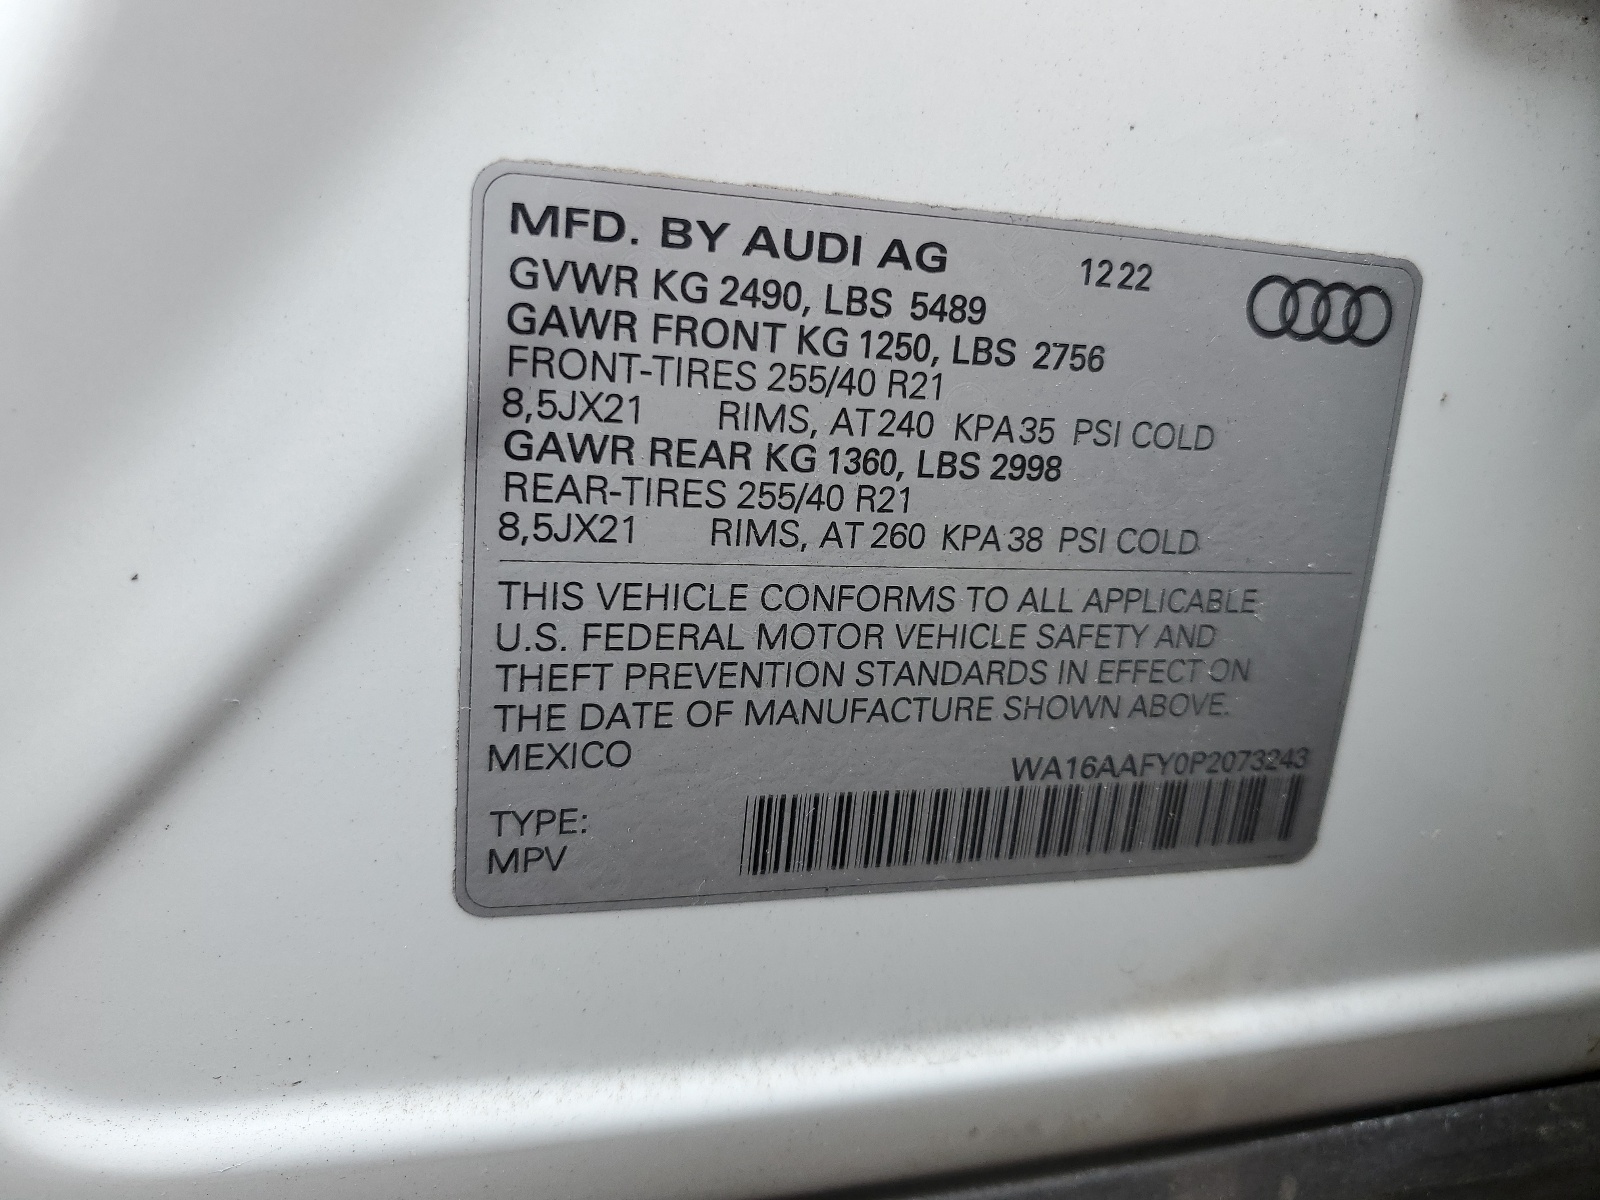 MFD. BY AUDI AG 12 22
GVWR KG 2490, LBS 5489
GAWR FRONT KG 1250, LBS 2756
FRONT-TIRES 255/40 R21
8,5JX21 RIMS, AT 240 KPA 35 PSI COLD
GAWR REAR KG 1360, LBS 2998
REAR-TIRES 255/40 R21
8,5JX21 RIMS, AT 260 KPA 38 PSI COLD
THIS VEHICLE CONFORMS TO ALL APPLICABLE
U.S. FEDERAL MOTOR VEHICLE SAFETY AND
THEFT PREVENTION STANDARDS IN EFFECT ON
THE DATE OF MANUFACTURE SHOWN ABOVE.
MEXICO WA16AAFY0P2073243
TYPE:
MPV